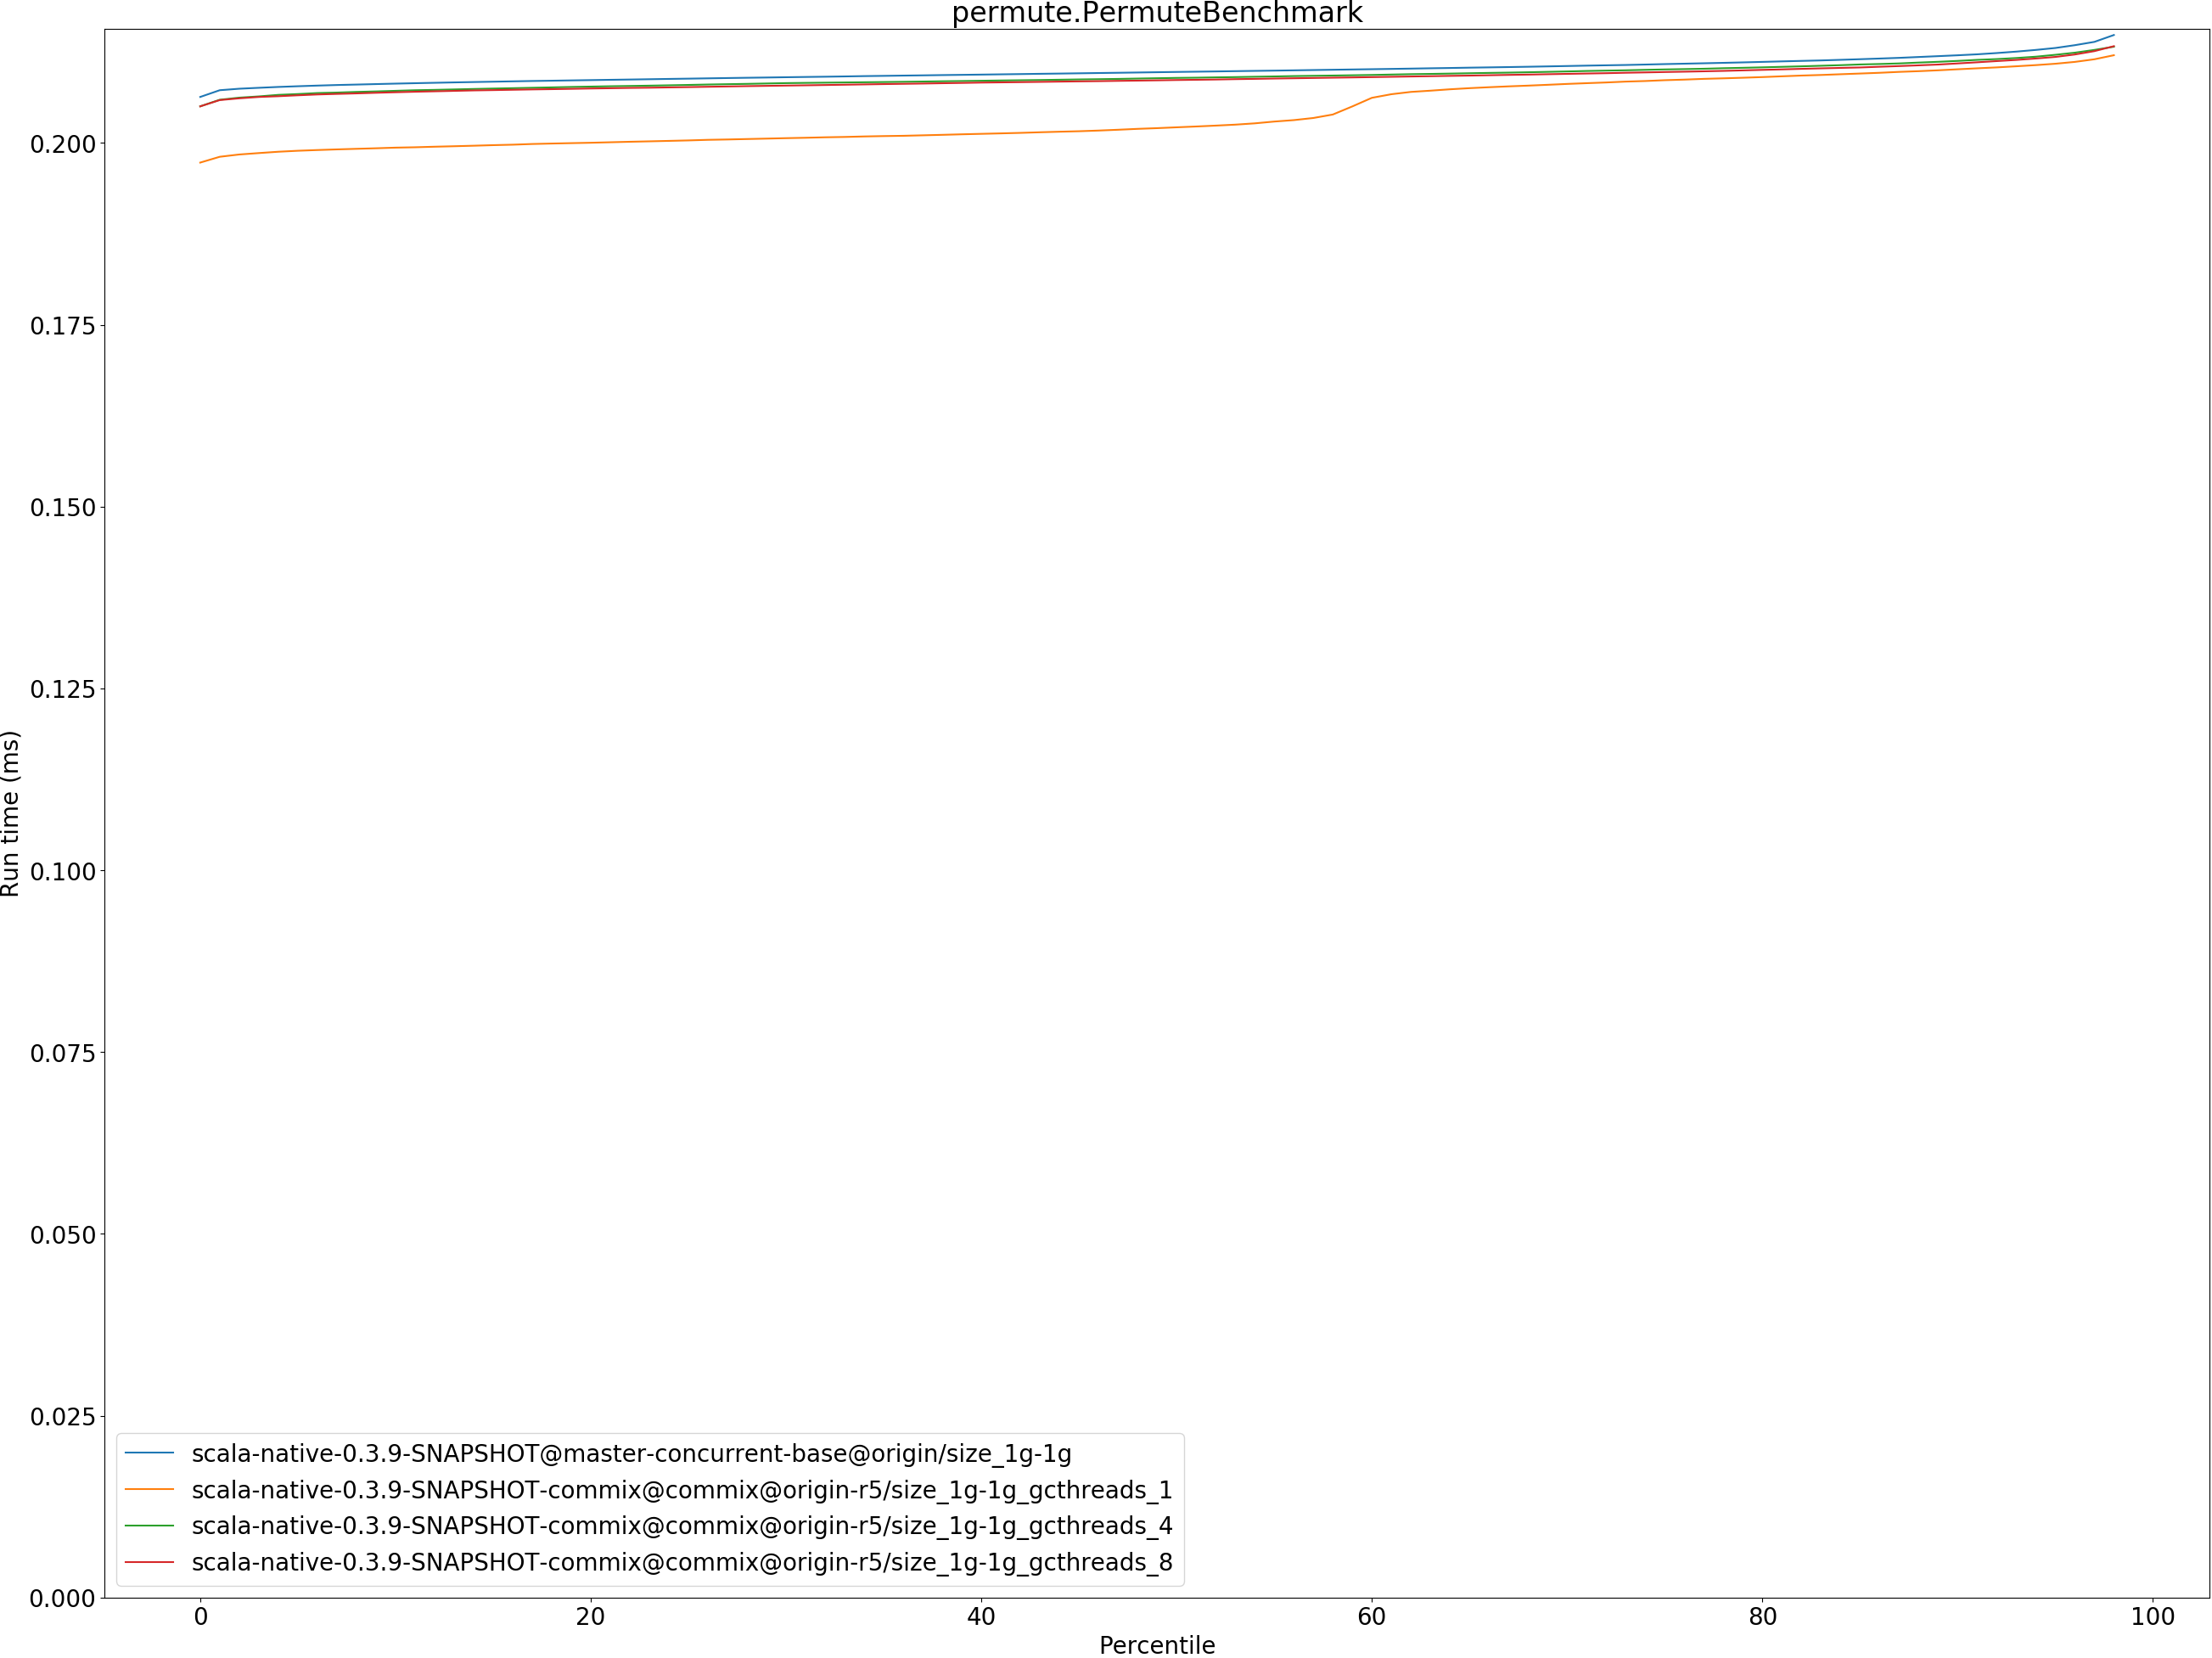 permute.PermuteBenchmark
Run time (ms)
0.200
0.175
0.150
0.125
0.100
0.075
0.050
0.025
0.000
scala-native-0.3.9-SNAPSHOT@master-concurrent-base@origin/size_1g-1g
scala-native-0.3.9-SNAPSHOT-commix@commix@origin-r5/size_1g-1g_gcthreads_1
scala-native-0.3.9-SNAPSHOT-commix@commix@origin-r5/size_1g-1g_gcthreads_4
scala-native-0.3.9-SNAPSHOT-commix@commix@origin-r5/size_1g-1g_gcthreads_8
0 20 40 60 80 100
Percentile